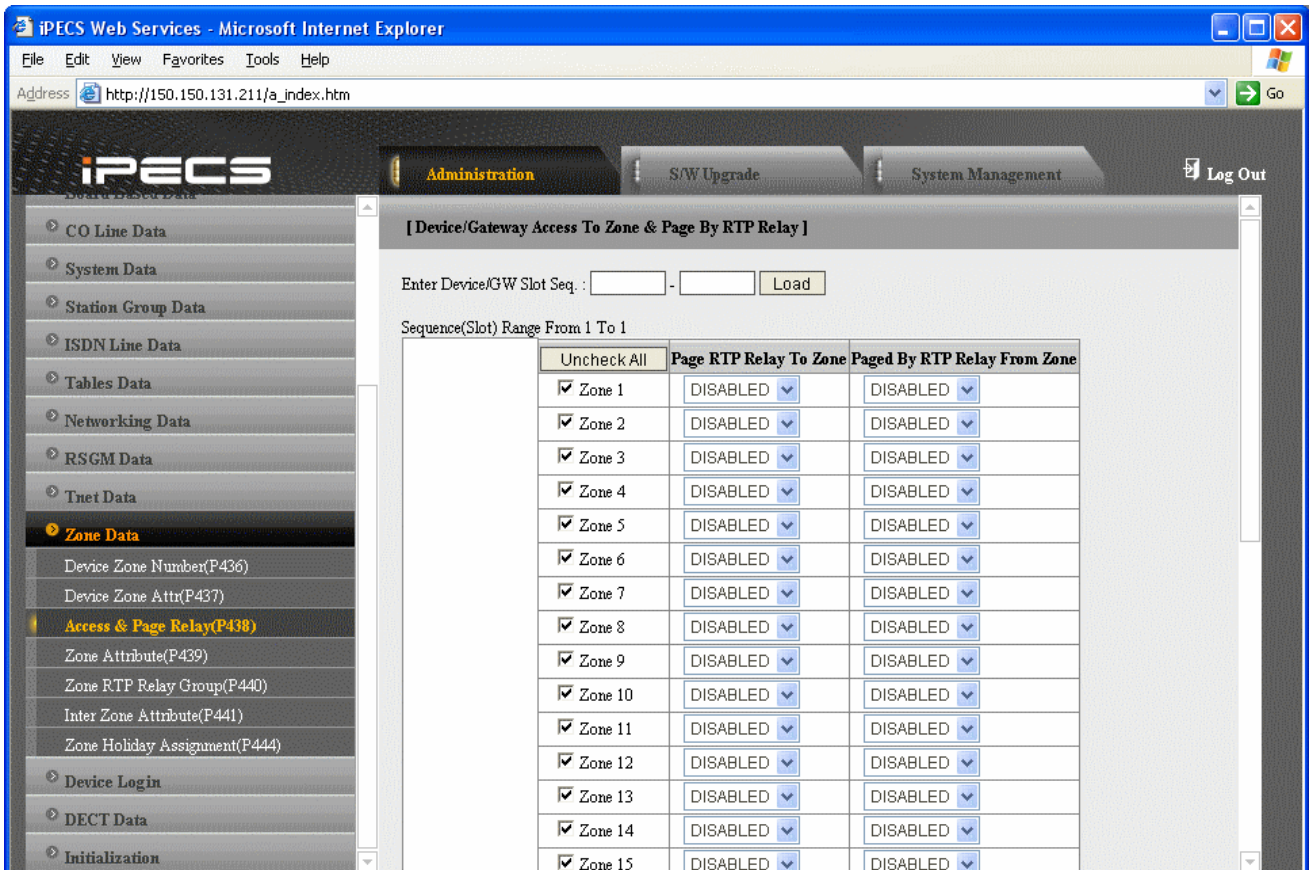 iPECS Web Services - Microsoft Internet Explorer
File Edit View Favorites Tools Help
Address http://150.150.131.211/a_index.htm Go
iPECS Administration S/W Upgrade System Management Log Out
Board Based Data
CO Line Data
System Data
Station Group Data
ISDN Line Data
Tables Data
Networking Data
RSGM Data
Tnet Data
Zone Data
Device Zone Number(P436)
Device Zone Attr(P437)
Access & Page Relay(P438)
Zone Attribute(P439)
Zone RTP Relay Group(P440)
Inter Zone Attribute(P441)
Zone Holiday Assignment(P444)
Device Login
DECT Data
Initialization
[ Device/Gateway Access To Zone & Page By RTP Relay ]
Enter Device/GW Slot Seq. : - Load
Sequence(Slot) Range From 1 To 1
Uncheck All Page RTP Relay To Zone Paged By RTP Relay From Zone
Zone 1 DISABLED DISABLED
Zone 2 DISABLED DISABLED
Zone 3 DISABLED DISABLED
Zone 4 DISABLED DISABLED
Zone 5 DISABLED DISABLED
Zone 6 DISABLED DISABLED
Zone 7 DISABLED DISABLED
Zone 8 DISABLED DISABLED
Zone 9 DISABLED DISABLED
Zone 10 DISABLED DISABLED
Zone 11 DISABLED DISABLED
Zone 12 DISABLED DISABLED
Zone 13 DISABLED DISABLED
Zone 14 DISABLED DISABLED
Zone 15 DISABLED DISABLED